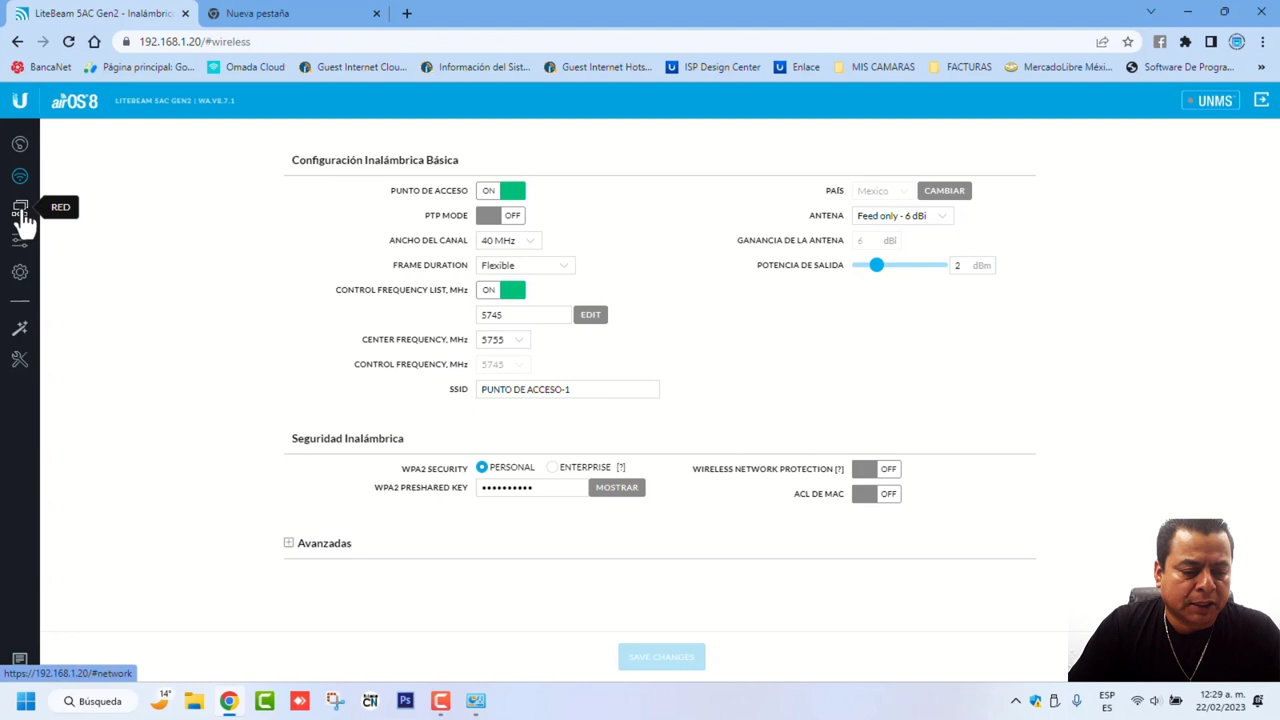 LiteBeam 5AC Gen2 - Inalámbric
Nueva pestaña
192.168.1.20/#wireless
BancaNet
Página principal: Go...
Omada Cloud
Guest Internet Clou...
Información del Sist...
Guest Internet Hots...
ISP Design Center
Enlace
MIS CAMARAS
FACTURAS
MercadoLibre Méxi...
Software De Progra...
»
airOS®8
LITEBEAM 5AC GEN2 | WA.V8.7.1
UNMS
Configuración Inalámbrica Básica
PUNTO DE ACCESO ON
PAÍS Mexico CAMBIAR
RED
PTP MODE OFF
ANTENA Feed only - 6 dBi
ANCHO DEL CANAL 40 MHz
GANANCIA DE LA ANTENA 6 dBi
FRAME DURATION Flexible
POTENCIA DE SALIDA 2 dBm
CONTROL FREQUENCY LIST, MHz ON
5745 EDIT
CENTER FREQUENCY, MHz 5755
CONTROL FREQUENCY, MHz 5745
SSID PUNTO DE ACCESO-1
Seguridad Inalámbrica
WPA2 SECURITY PERSONAL ENTERPRISE [?]
WIRELESS NETWORK PROTECTION [?] OFF
WPA2 PRESHARED KEY •••••••••• MOSTRAR
ACL DE MAC OFF
Avanzadas
SAVE CHANGES
https://192.168.1.20/#network
Búsqueda
14°
CN
Ps
ESP
ES
12:29 a. m.
22/02/2023